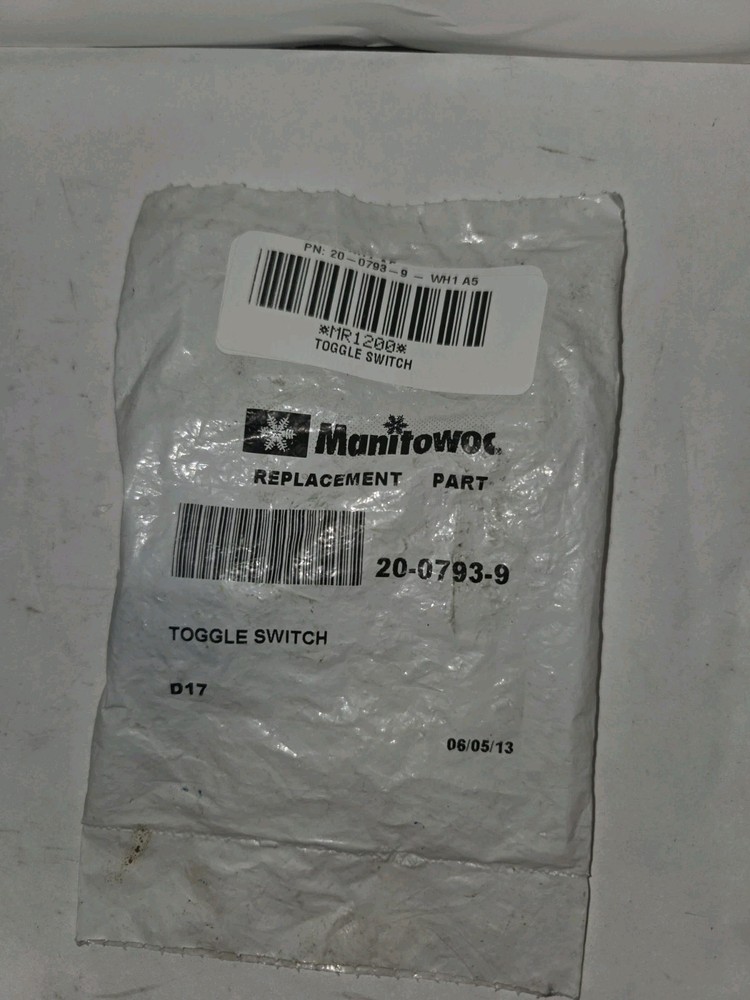 PN: 20-0793-9 - WH1 A5
*MR1200*
TOGGLE SWITCH
Manitowoc
REPLACEMENT PART
20-0793-9
TOGGLE SWITCH
D17
06/05/13